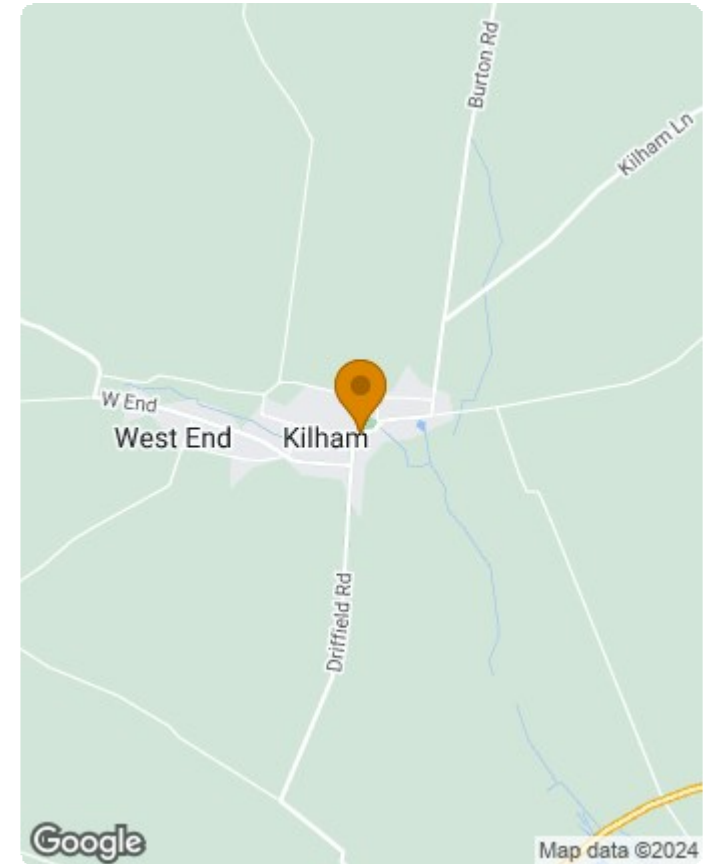 Burton Rd
Kilham Ln
W End
West End
Kilham
Driffield Rd
Google
Map data ©2024